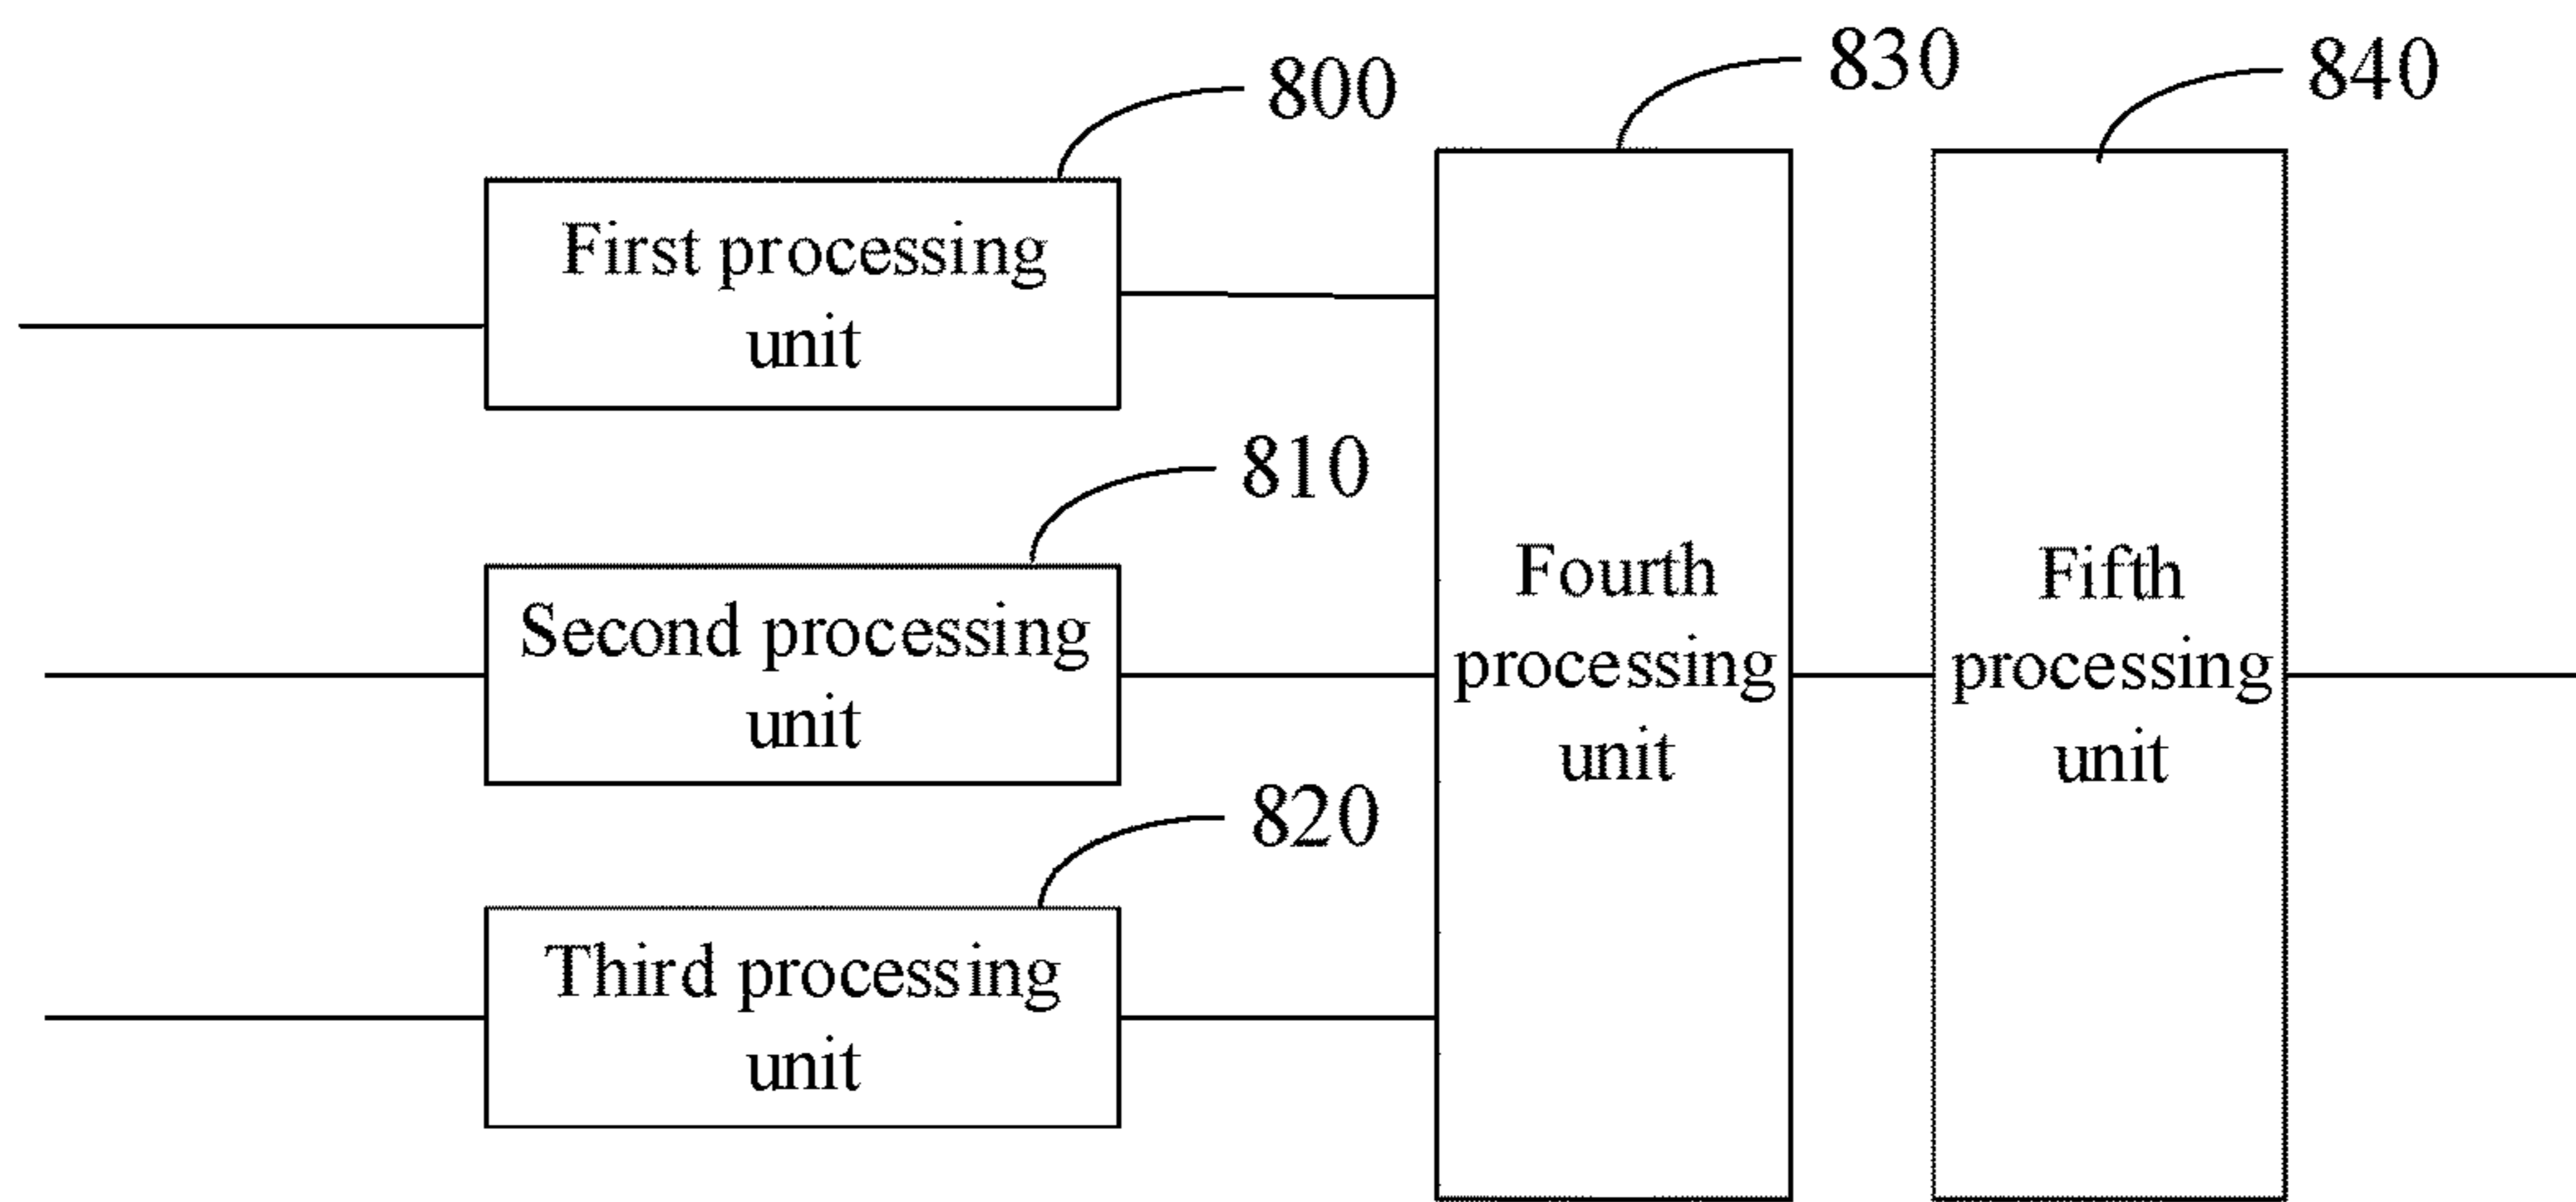 800
First processing
unit
810
Second processing
unit
820
Third processing
unit
830
Fourth
processing
unit
840
Fifth
processing
unit